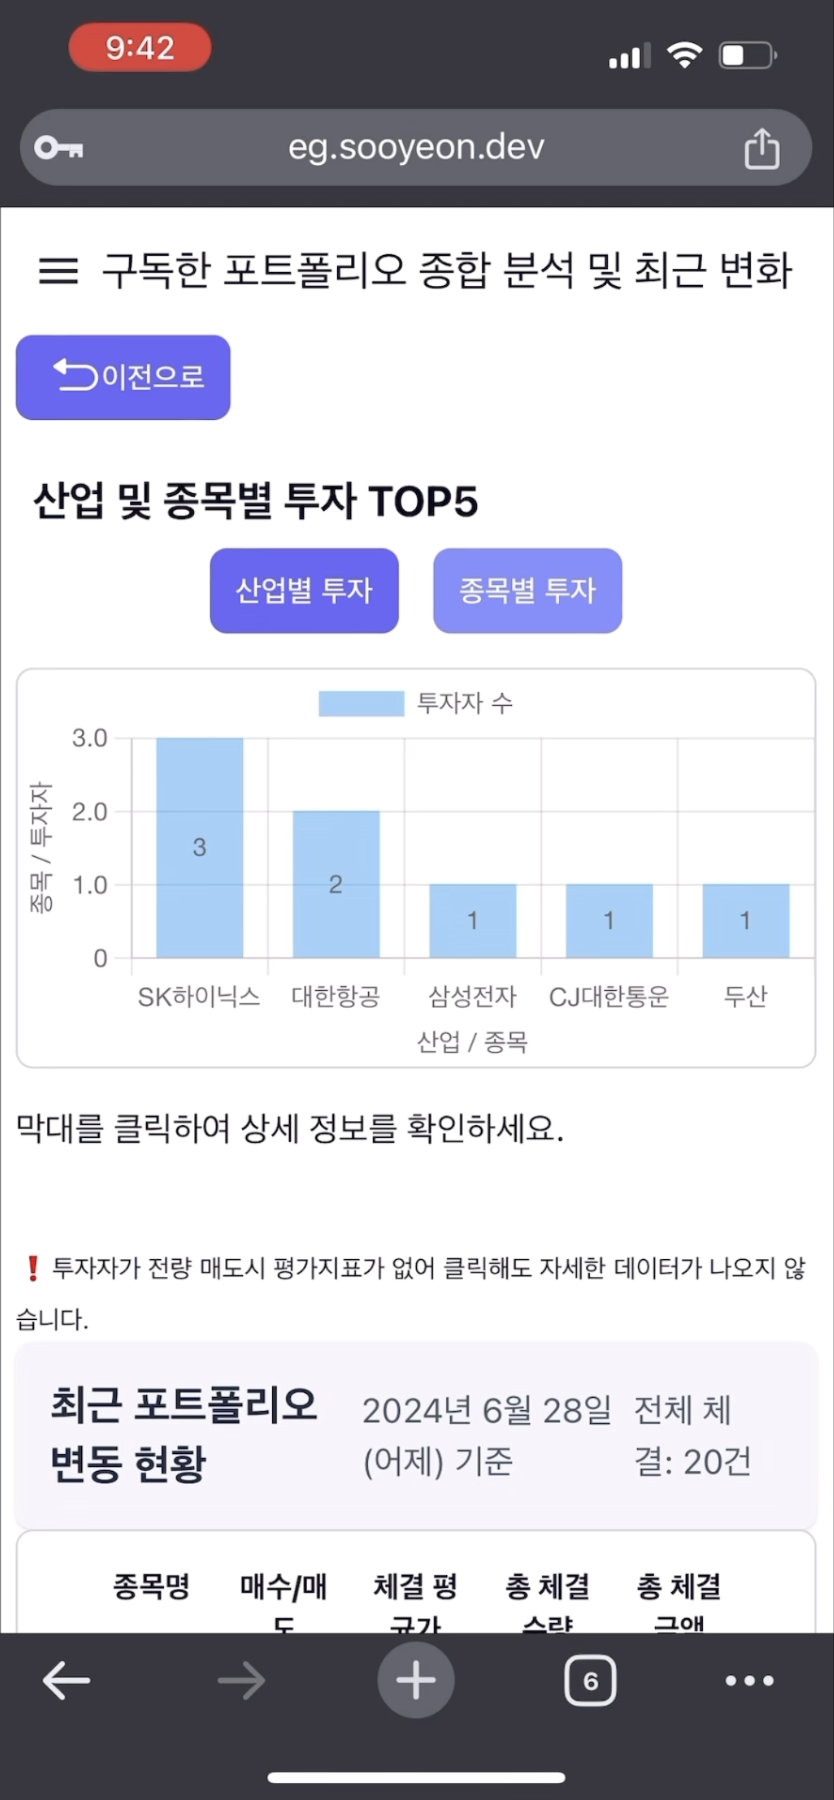 9:42
eg.sooyeon.dev
구독한 포트폴리오 종합 분석 및 최근 변화
이전으로
산업 및 종목별 투자 TOP5
산업별 투자 종목별 투자
투자자 수
종목 / 투자자
3.0
2.0
1.0
0
3 2 1 1 1
SK하이닉스 대한항공 삼성전자 CJ대한통운 두산
산업 / 종목
막대를 클릭하여 상세 정보를 확인하세요.
❗ 투자자가 전량 매도시 평가지표가 없어 클릭해도 자세한 데이터가 나오지 않
습니다.
최근 포트폴리오 2024년 6월 28일 전체 체
변동 현황 (어제) 기준 결: 20건
종목명 매수/매 체결 평 총 체결 총 체결
도 균가 수량 금액
6